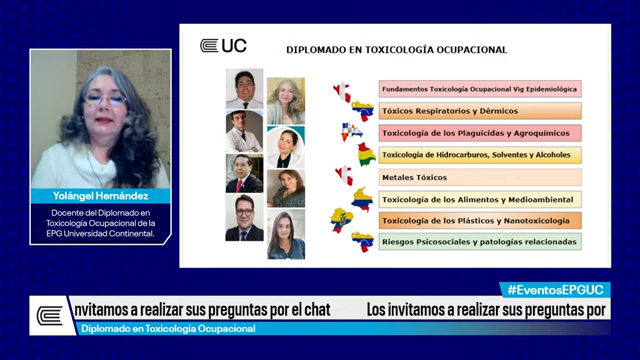 UC
DIPLOMADO EN TOXICOLOGÍA OCUPACIONAL
Fundamentos Toxicología Ocupacional Vig Epidemiológica
Tóxicos Respiratorios y Dérmicos
Toxicología de los Plaguicidas y Agroquímicos
Toxicología de Hidrocarburos, Solventes y Alcoholes
Metales Tóxicos
Toxicología de los Alimentos y Medioambiental
Toxicología de los Plásticos y Nanotoxicología
Riesgos Psicosociales y patologías relacionadas
Yolángel Hernández
Docente del Diplomado en
Toxicología Ocupacional de la
EPG Universidad Continental.
#EventosEPGUC
nvitamos a realizar sus preguntas por el chat
Los invitamos a realizar sus preguntas por
Diplomado en Toxicología Ocupacional